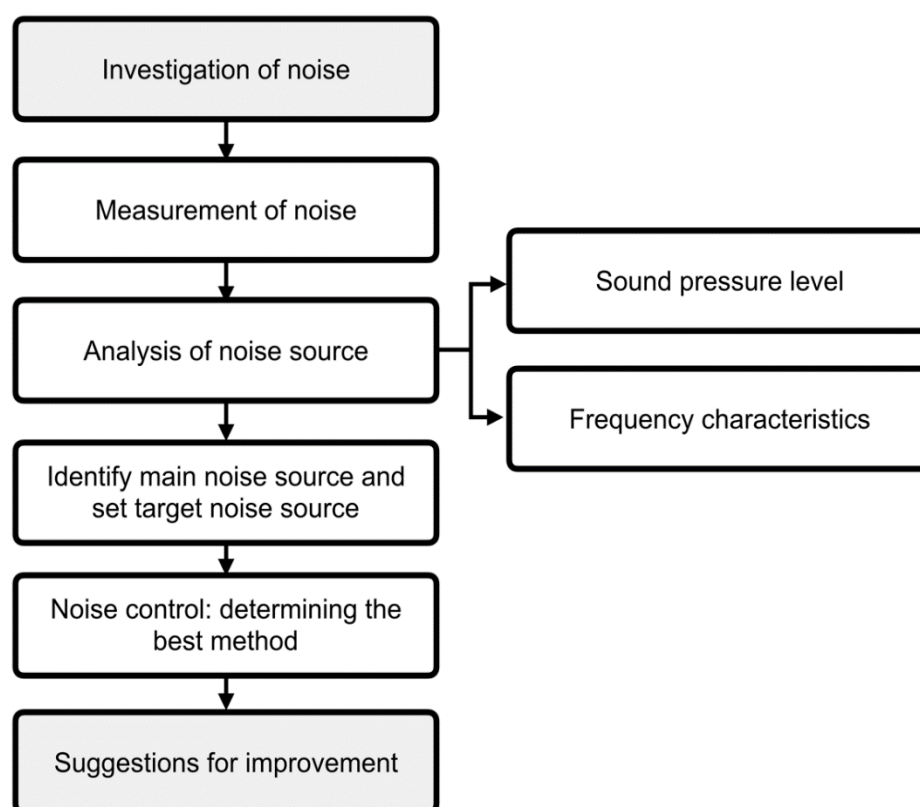 Investigation of noise
Measurement of noise
Analysis of noise source
Sound pressure level
Frequency characteristics
Identify main noise source and
set target noise source
Noise control: determining the
best method
Suggestions for improvement